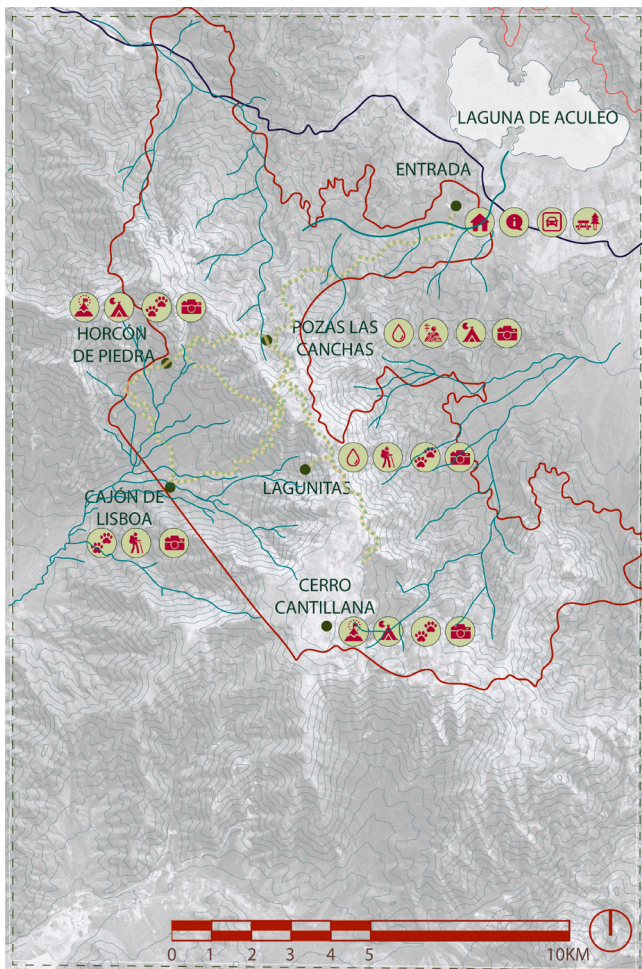 LAGUNA DE ACULEO
ENTRADA
HORCÓN
DE PIEDRA
POZAS LAS
CANCHAS
LAGUNITAS
CAJÓN DE
LISBOA
CERRO
CANTILLANA
0 1 2 3 4 5 10KM